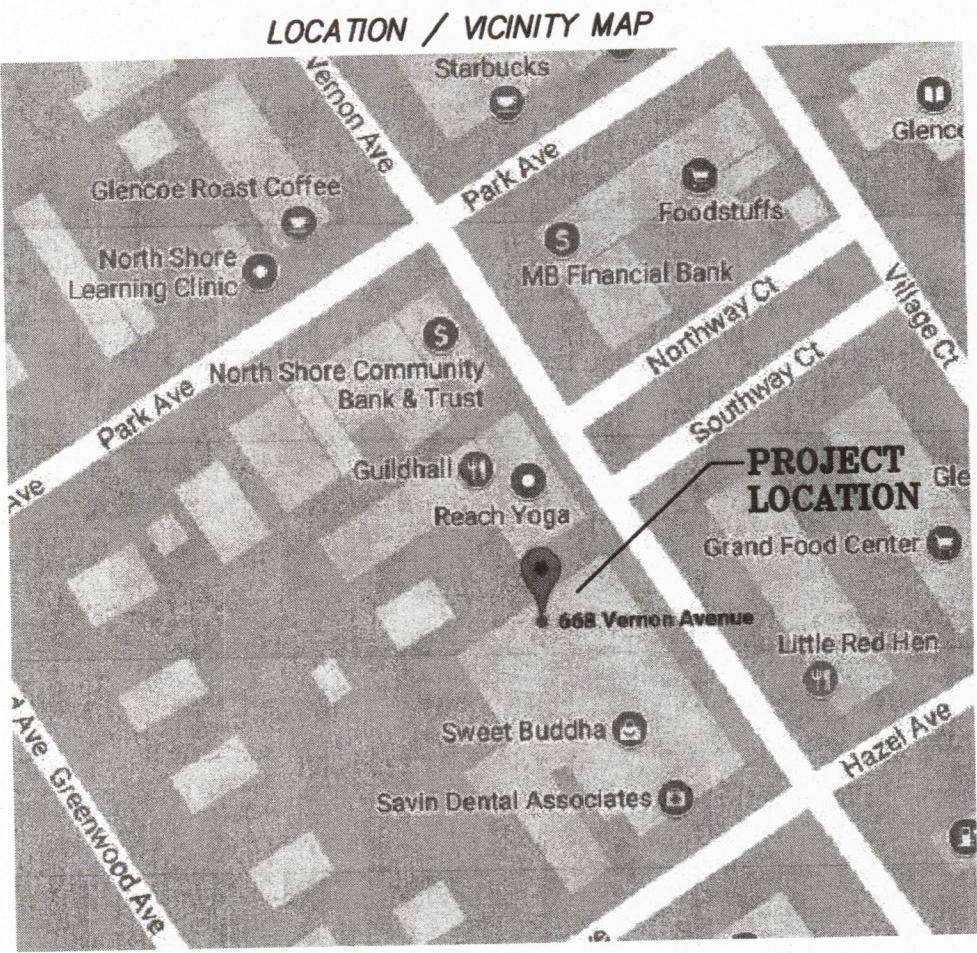 LOCATION / VICINITY MAP
Vernon Ave
Starbucks
Park Ave
Glencoe Roast Coffee
Foodstuffs
North Shore
Learning Clinic
MB Financial Bank
Northway Ct
Village Ct
North Shore Community
Bank & Trust
Park Ave
Southway Ct
Guildhall
Reach Yoga
PROJECT
LOCATION
Ave
Grand Food Center
668 Vernon Avenue
Little Red Hen
Sweet Buddha
Hazel Ave
Savin Dental Associates
Ave
Greenwood Ave